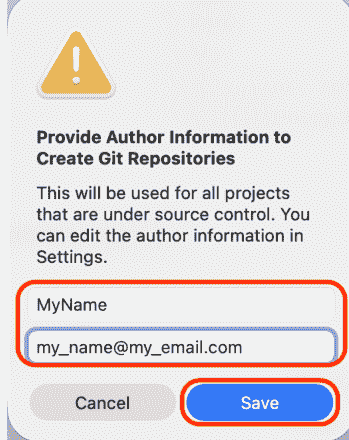 Provide Author Information to
Create Git Repositories
This will be used for all projects
that are under source control. You
can edit the author information in
Settings.
MyName
my_name@my_email.com
Cancel
Save